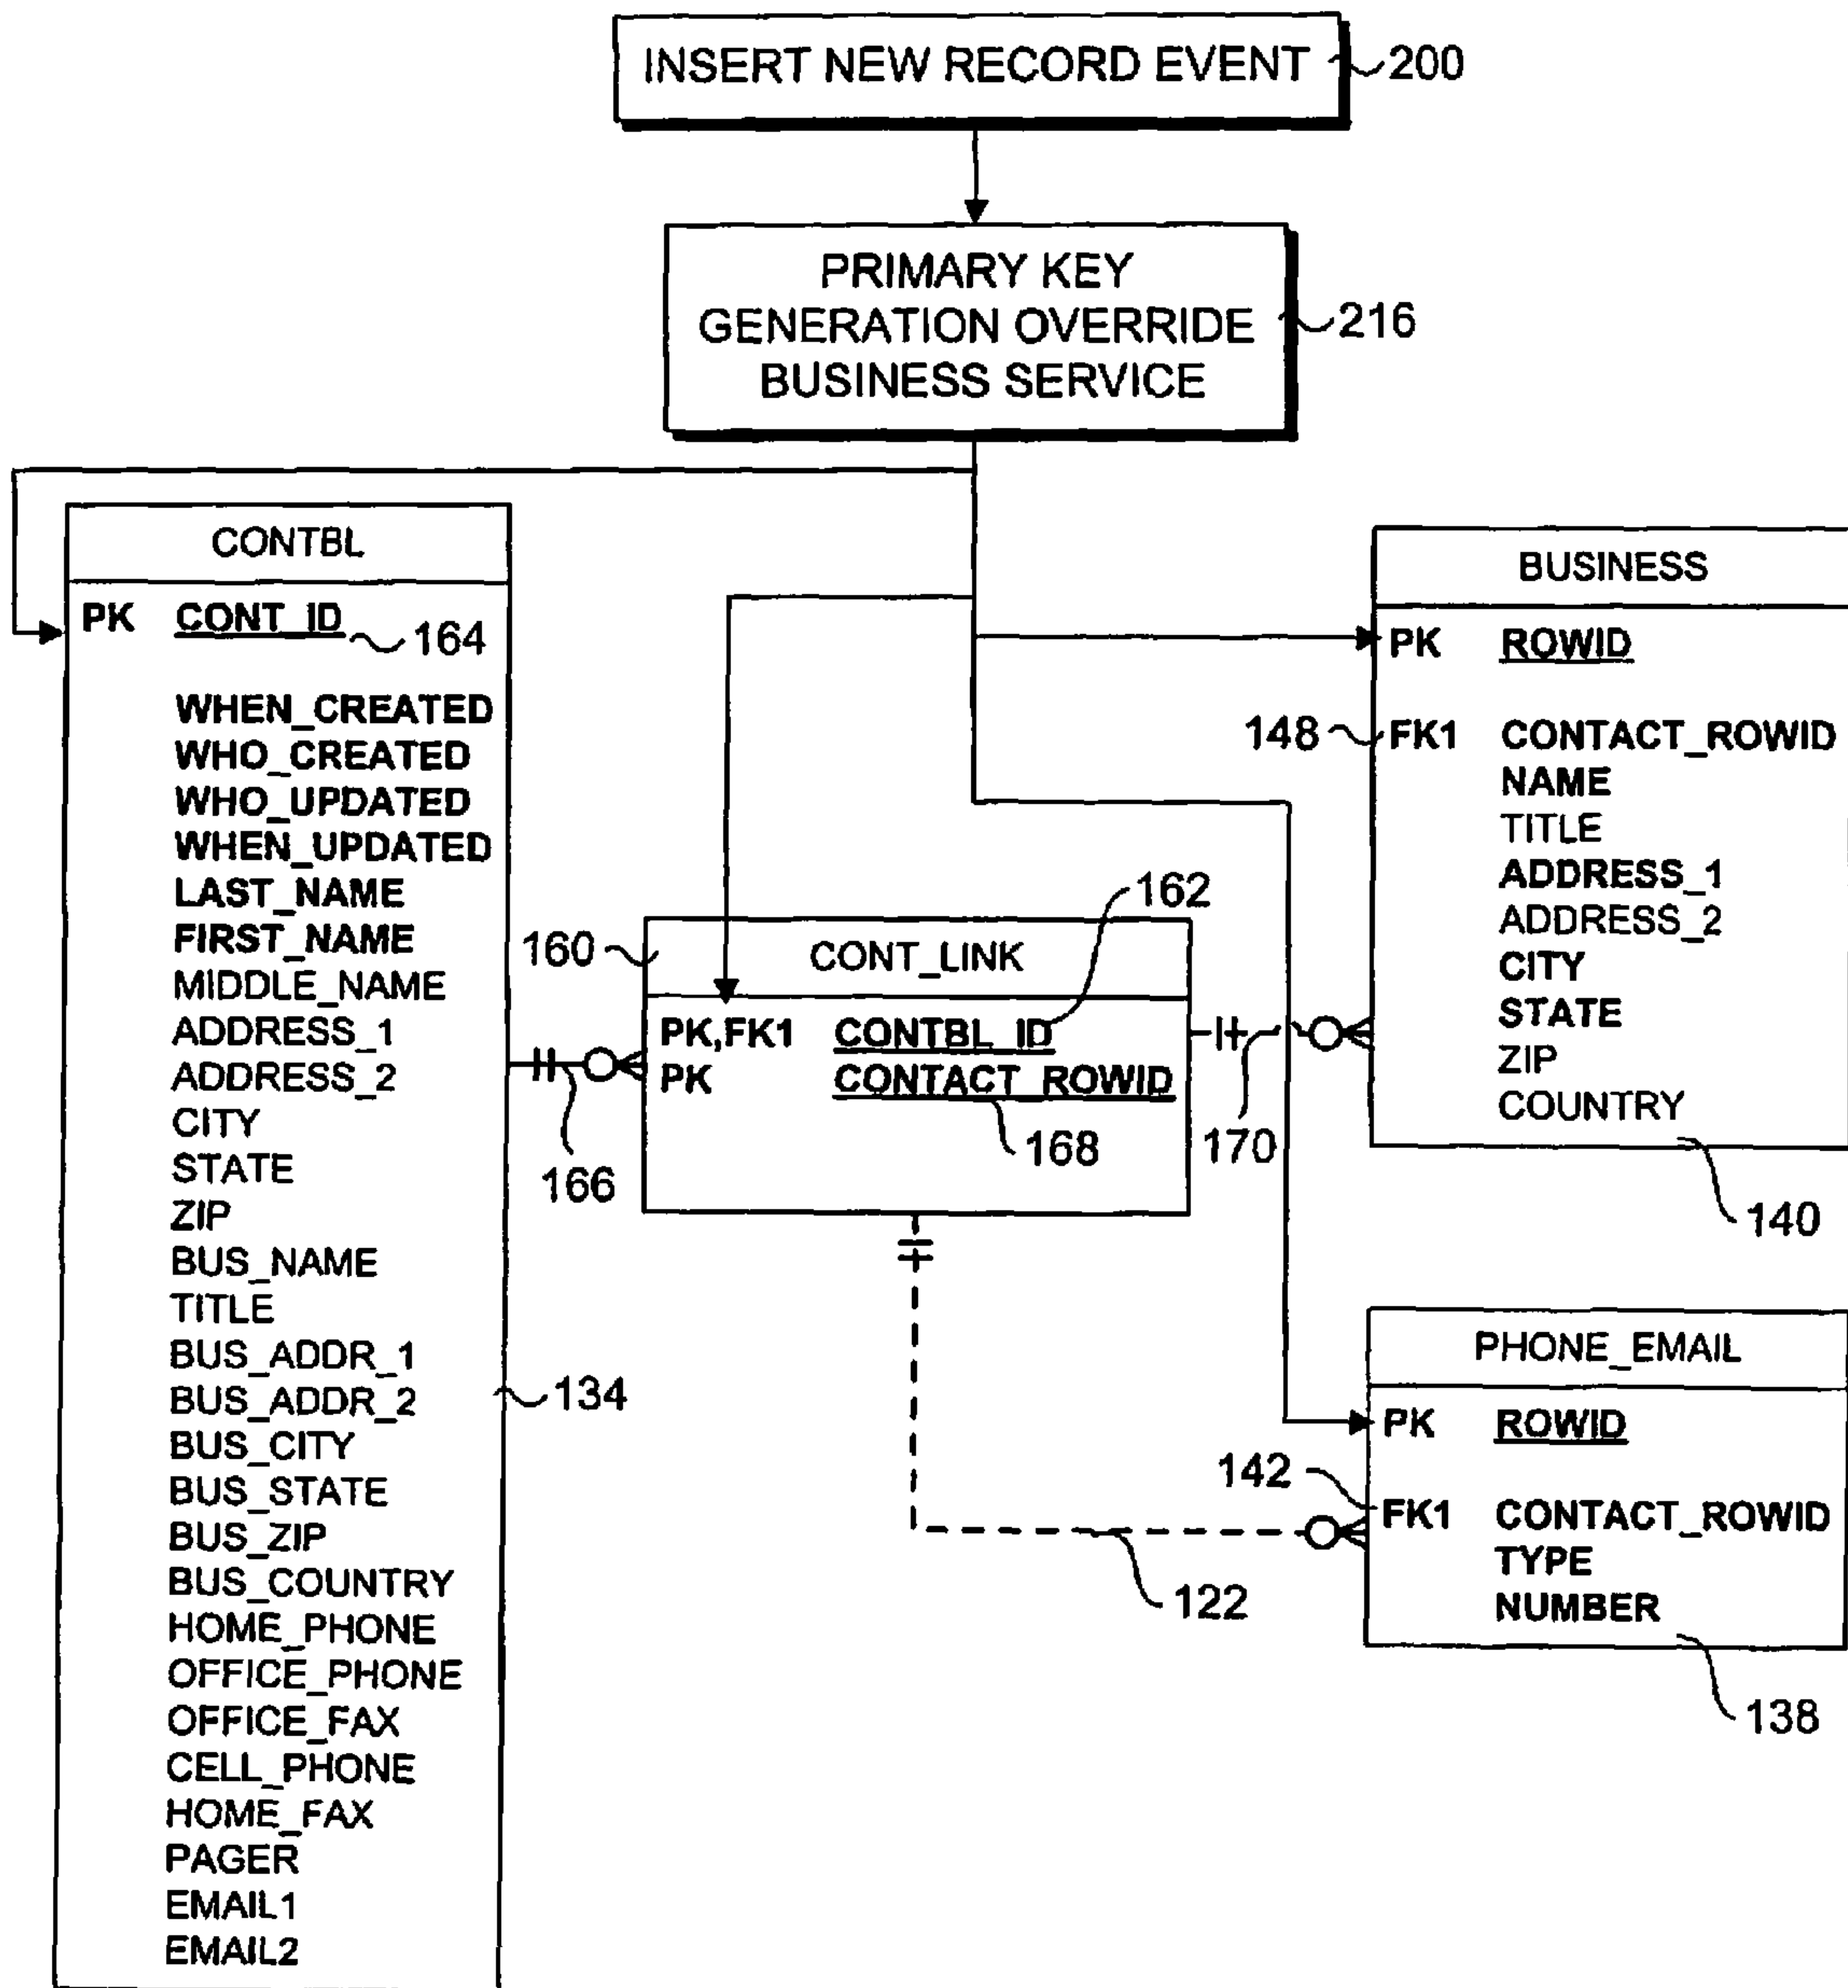 INSERT NEW RECORD EVENT
200
PRIMARY KEY
GENERATION OVERRIDE
BUSINESS SERVICE
216
CONTBL
PK CONT_ID
164
WHEN_CREATED
WHO_CREATED
WHO_UPDATED
WHEN_UPDATED
LAST_NAME
FIRST_NAME
MIDDLE_NAME
ADDRESS_1
ADDRESS_2
CITY
STATE
ZIP
BUS_NAME
TITLE
BUS_ADDR_1
BUS_ADDR_2
BUS_CITY
BUS_STATE
BUS_ZIP
BUS_COUNTRY
HOME_PHONE
OFFICE_PHONE
OFFICE_FAX
CELL_PHONE
HOME_FAX
PAGER
EMAIL1
EMAIL2
134
166
160
CONT_LINK
162
PK,FK1 CONTBL_ID
PK CONTACT_ROWID
168
170
122
BUSINESS
PK ROWID
148
FK1 CONTACT_ROWID
NAME
TITLE
ADDRESS_1
ADDRESS_2
CITY
STATE
ZIP
COUNTRY
140
PHONE_EMAIL
PK ROWID
142
FK1 CONTACT_ROWID
TYPE
NUMBER
138